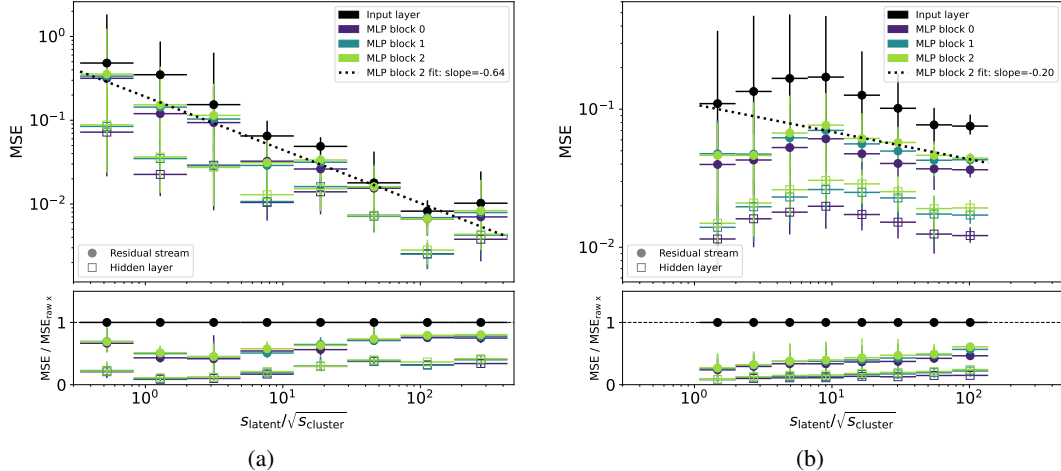 MSE
10⁰
10⁻¹
10⁻²
Input layer
MLP block 0
MLP block 1
MLP block 2
MLP block 2 fit: slope=-0.64
Residual stream
Hidden layer
MSE / MSE_raw x
1
0
10⁰
10¹
10²
s_latent/√s_cluster
(a)
MSE
10⁻¹
10⁻²
Input layer
MLP block 0
MLP block 1
MLP block 2
MLP block 2 fit: slope=-0.20
Residual stream
Hidden layer
MSE / MSE_raw x
1
0
10⁰
10¹
10²
s_latent/√s_cluster
(b)